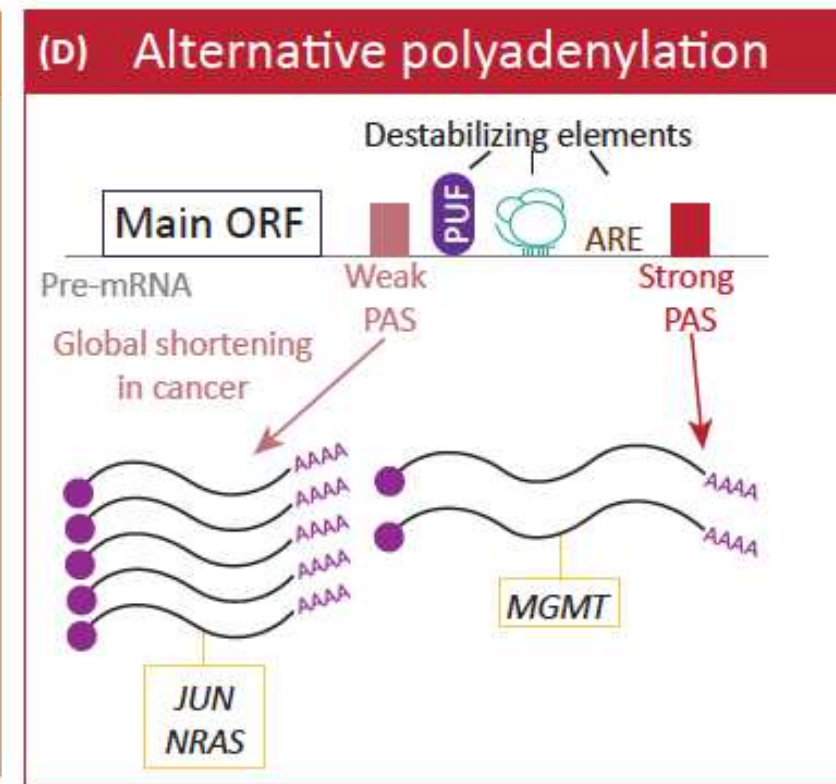 (D) Alternative polyadenylation
Destabilizing elements
Main ORF
PUF
ARE
Pre-mRNA
Weak
PAS
Strong
PAS
Global shortening
in cancer
AAAA
AAAA
AAAA
AAAA
AAAA
AAAA
AAAA
MGMT
JUN
NRAS